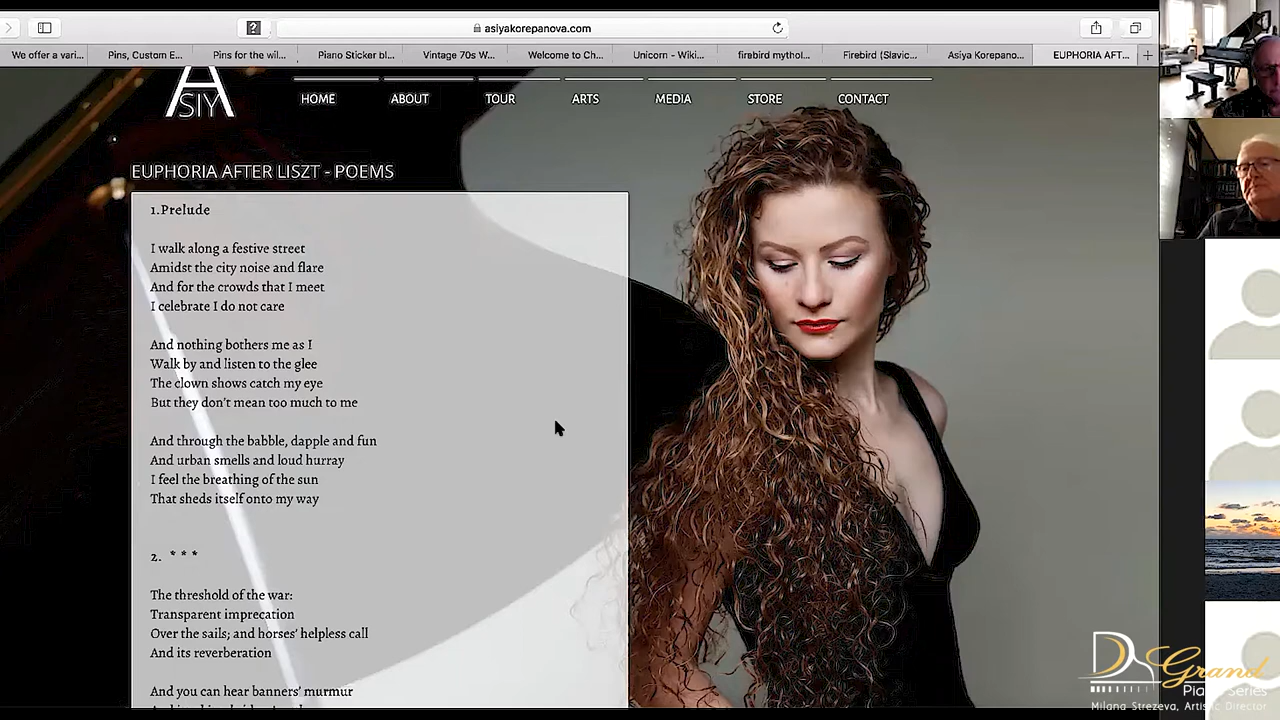 asiyakorepanova.com
We offer a vari...
Pins, Custom E...
Pins for the wil...
Piano Sticker bl...
Vintage 70s W...
Welcome to Ch...
Unicorn - Wiki...
firebird mythol...
Firebird (Slavic...
Asiya Korepano...
EUPHORIA AFT...
A
SIY
HOME
ABOUT
TOUR
ARTS
MEDIA
STORE
CONTACT
EUPHORIA AFTER LISZT - POEMS
1.Prelude
I walk along a festive street
Amidst the city noise and flare
And for the crowds that I meet
I celebrate I do not care
And nothing bothers me as I
Walk by and listen to the glee
The clown shows catch my eye
But they don't mean too much to me
And through the babble, dapple and fun
And urban smells and loud hurray
I feel the breathing of the sun
That sheds itself onto my way
2. * * *
The threshold of the war:
Transparent imprecation
Over the sails; and horses' helpless call
And its reverberation
And you can hear banners' murmur
DS Grand
Piano Series
Milana Strezeva, Artistic Director